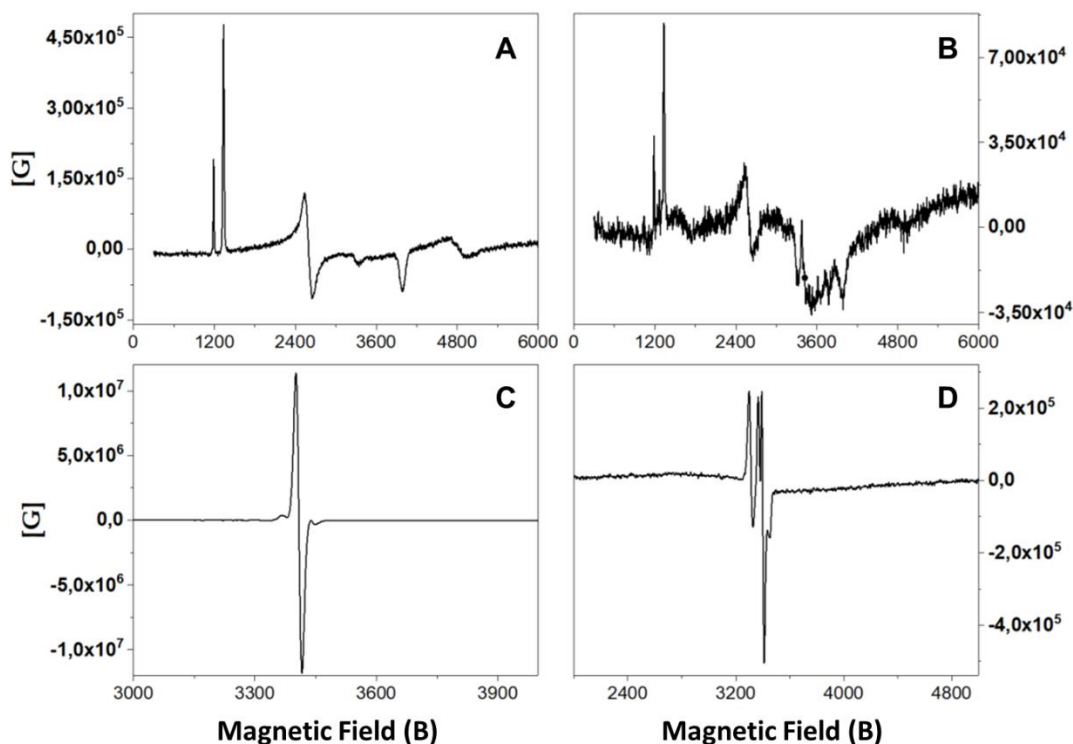 A
4,50x10⁵
3,00x10⁵
1,50x10⁵
0,00
-1,50x10⁵
[G]
0 1200 2400 3600 4800 6000
B
7,00x10⁴
3,50x10⁴
0,00
-3,50x10⁴
0 1200 2400 3600 4800 6000
C
1,0x10⁷
5,0x10⁶
0,0
-5,0x10⁶
-1,0x10⁷
[G]
3000 3300 3600 3900
Magnetic Field (B)
D
2,0x10⁵
0,0
-2,0x10⁵
-4,0x10⁵
2400 3200 4000 4800
Magnetic Field (B)